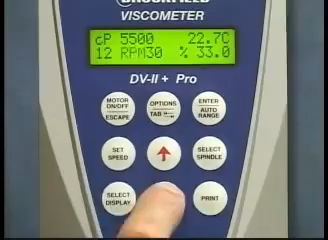 BROOKFIELD
VISCOMETER
cP 5500 22.7C
12 RPM30 % 33.0
DV-II + Pro
MOTOR ON/OFF
ESCAPE
OPTIONS
TAB
ENTER
AUTO RANGE
SET SPEED
SELECT SPINDLE
SELECT DISPLAY
PRINT